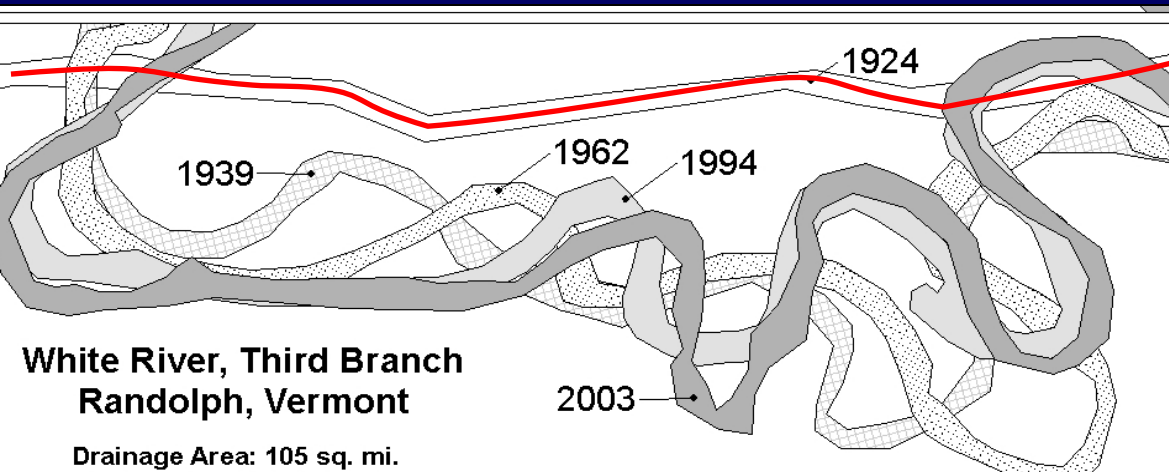 1924
1962
1939
1994
White River, Third Branch
Randolph, Vermont
2003
Drainage Area: 105 sq. mi.